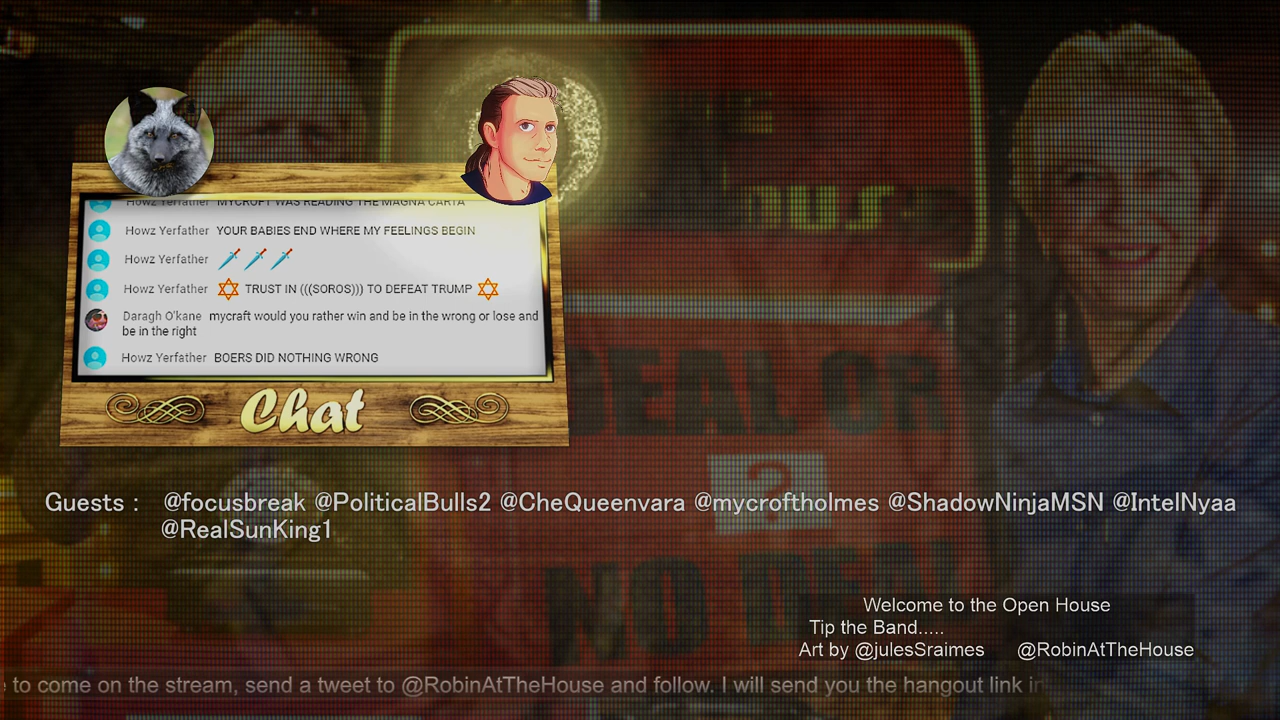 Howz Yerfather MYCROFT WAS READING THE MAGNA CARTA
Howz Yerfather YOUR BABIES END WHERE MY FEELINGS BEGIN
Howz Yerfather 🗡🗡🗡
Howz Yerfather 🔯 TRUST IN (((SOROS))) TO DEFEAT TRUMP 🔯
Daragh O'kane mycraft would you rather win and be in the wrong or lose and
be in the right
Howz Yerfather BOERS DID NOTHING WRONG
Chat
DEAL OR
?
NO DEAL
Guests : @focusbreak @PoliticalBulls2 @CheQueenvara @mycroftholmes @ShadowNinjaMSN @IntelNyaa
@RealSunKing1
Welcome to the Open House
Tip the Band.....
Art by @julesSraimes @RobinAtTheHouse
to come on the stream, send a tweet to @RobinAtTheHouse and follow. I will send you the hangout link in